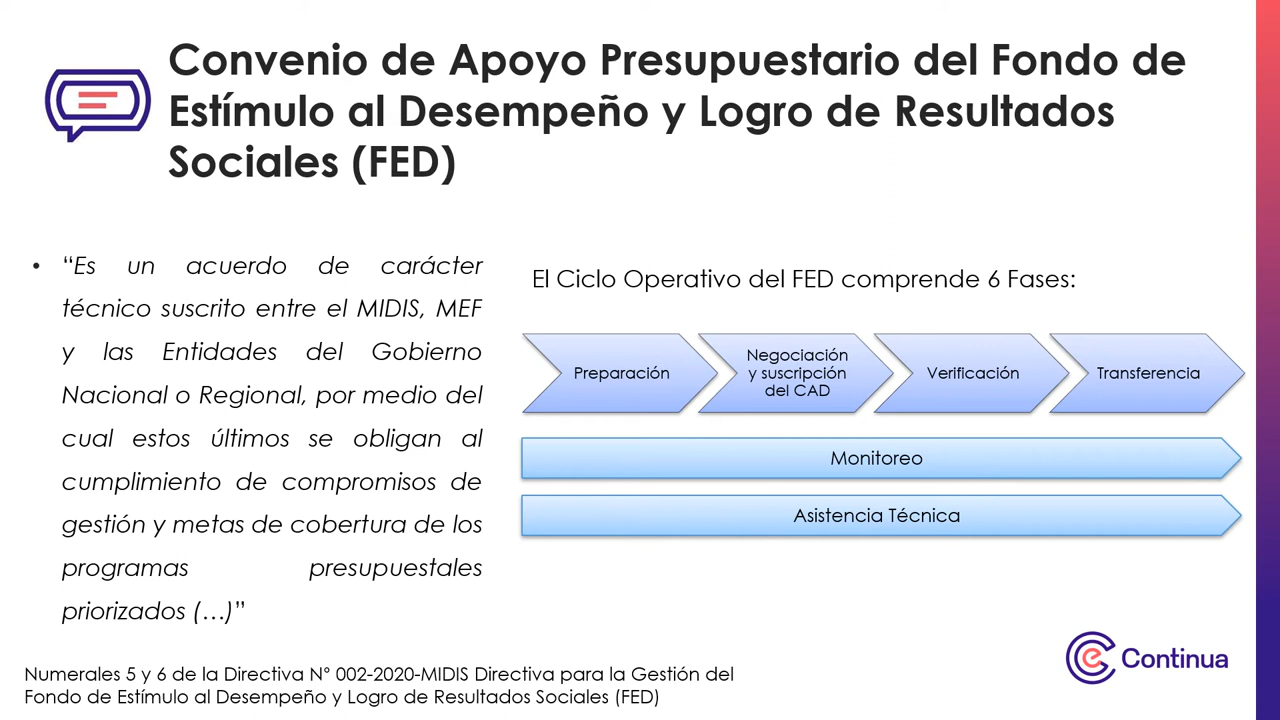 Convenio de Apoyo Presupuestario del Fondo de
Estímulo al Desempeño y Logro de Resultados
Sociales (FED)
• “Es un acuerdo de carácter
técnico suscrito entre el MIDIS, MEF
y las Entidades del Gobierno
Nacional o Regional, por medio del
cual estos últimos se obligan al
cumplimiento de compromisos de
gestión y metas de cobertura de los
programas presupuestales
priorizados (…)”
El Ciclo Operativo del FED comprende 6 Fases:
Preparación
Negociación
y suscripción
del CAD
Verificación
Transferencia
Monitoreo
Asistencia Técnica
Numerales 5 y 6 de la Directiva N° 002-2020-MIDIS Directiva para la Gestión del
Fondo de Estímulo al Desempeño y Logro de Resultados Sociales (FED)
Continua